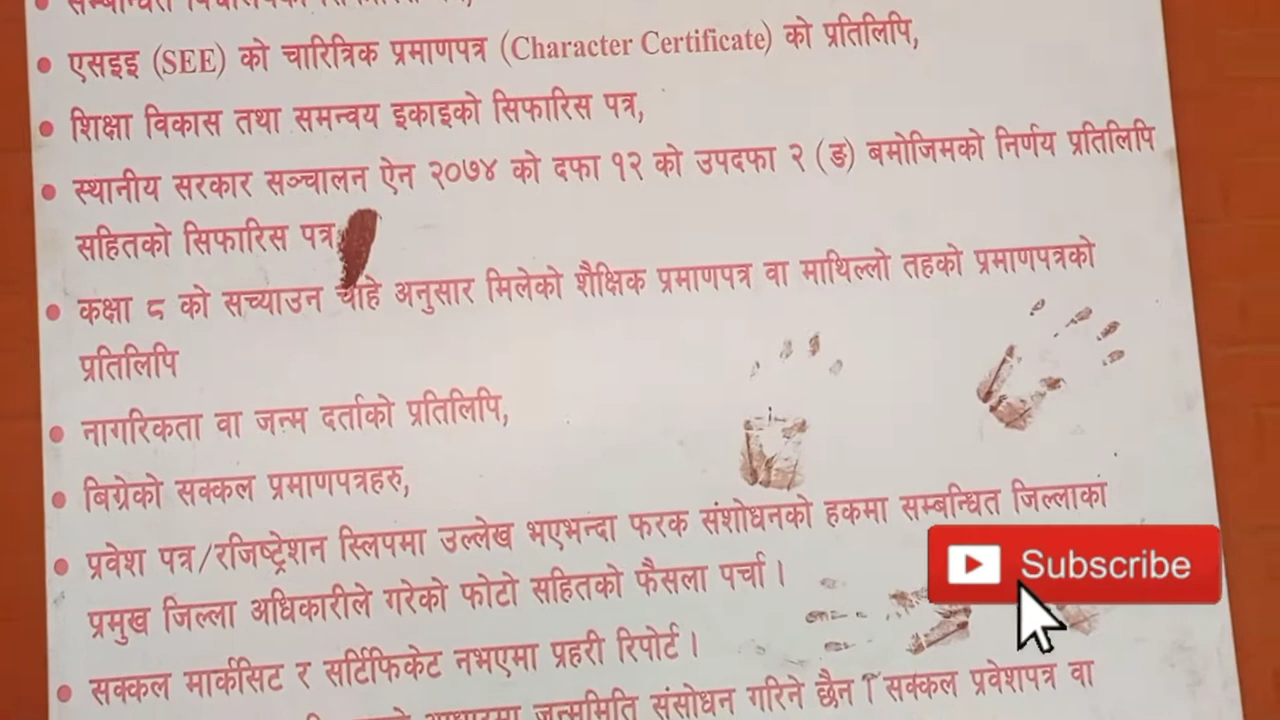 एसइइ (SEE) को चारित्रिक प्रमाणपत्र (Character Certificate) को प्रतिलिपि,
शिक्षा विकास तथा समन्वय इकाइको सिफारिस पत्र,
स्थानीय सरकार सञ्चालन ऐन २०७४ को दफा १२ को उपदफा २ (ङ) बमोजिमको निर्णय प्रतिलिपि
सहितको सिफारिस पत्र
कक्षा ८ को सच्याउन चाहे अनुसार मिलेको शैक्षिक प्रमाणपत्र वा माथिल्लो तहको प्रमाणपत्रको
प्रतिलिपि
नागरिकता वा जन्म दर्ताको प्रतिलिपि,
बिग्रेको सक्कल प्रमाणपत्रहरु,
प्रवेश पत्र/रजिष्ट्रेशन स्लिपमा उल्लेख भएभन्दा फरक संशोधनको हकमा सम्बन्धित जिल्लाका
Subscribe
प्रमुख जिल्ला अधिकारीले गरेको फोटो सहितको फैसला पर्चा ।
सक्कल मार्कसिट र सर्टिफिकेट नभएमा प्रहरी रिपोर्ट ।
जन्ममिति संसोधन गरिने छैन । सक्कल प्रवेशपत्र वा